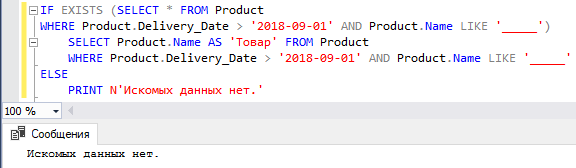 IF EXISTS (SELECT * FROM Product
WHERE Product.Delivery_Date > '2018-09-01' AND Product.Name LIKE '_____')
SELECT Product.Name AS 'Товар' FROM Product
WHERE Product.Delivery_Date > '2018-09-01' AND Product.Name LIKE '_____'
ELSE
PRINT N'Искомых данных нет.'
100 %
Сообщения
Искомых данных нет.